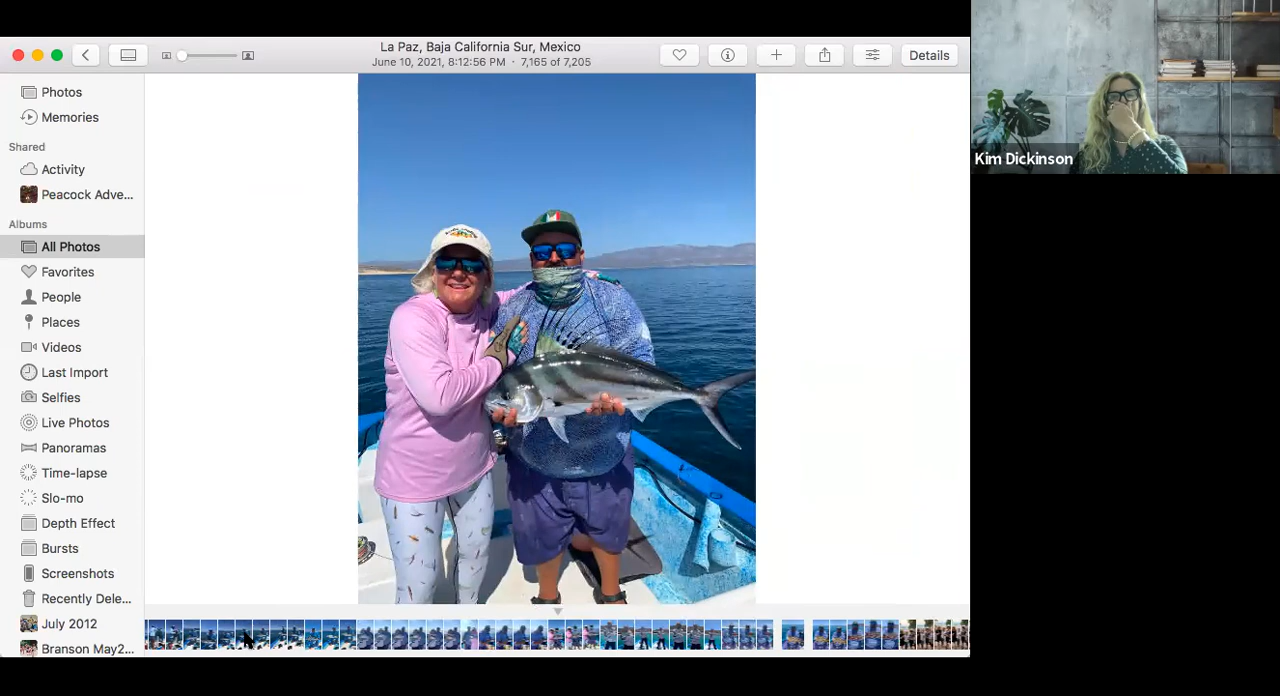 La Paz, Baja California Sur, Mexico
June 10, 2021, 8:12:56 PM · 7,165 of 7,205
Details
Photos
Memories
Shared
Activity
Peacock Adve...
Albums
All Photos
Favorites
People
Places
Videos
Last Import
Selfies
Live Photos
Panoramas
Time-lapse
Slo-mo
Depth Effect
Bursts
Screenshots
Recently Dele...
July 2012
Branson May2...
Kim Dickinson